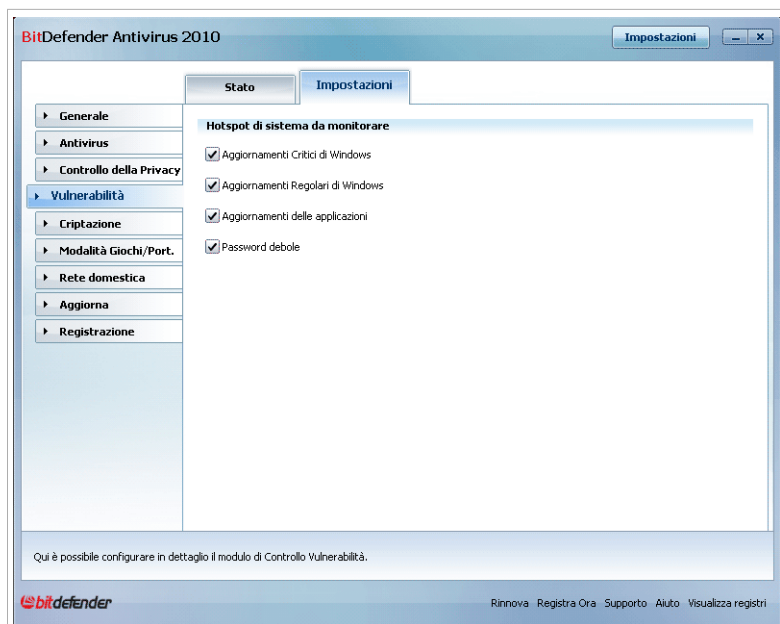 BitDefender Antivirus 2010
Impostazioni
Stato
Impostazioni
Generale
Antivirus
Controllo della Privacy
Vulnerabilità
Criptazione
Modalità Giochi/Port.
Rete domestica
Aggiorna
Registrazione
Hotspot di sistema da monitorare
Aggiornamenti Critici di Windows
Aggiornamenti Regolari di Windows
Aggiornamenti delle applicazioni
Password debole
Qui è possibile configurare in dettaglio il modulo di Controllo Vulnerabilità.
bitdefender
Rinnova Registra Ora Supporto Aiuto Visualizza registri